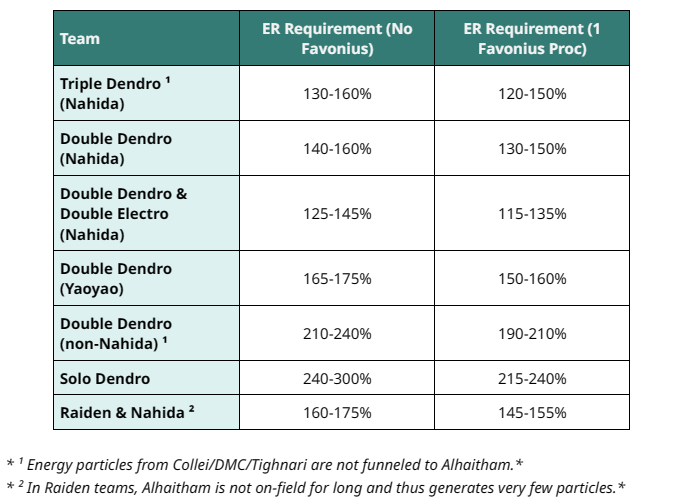 Team
ER Requirement (No
Favonius)
ER Requirement (1
Favonius Proc)
Triple Dendro ¹
(Nahida)
130-160%
120-150%
Double Dendro
(Nahida)
140-160%
130-150%
Double Dendro &
Double Electro
(Nahida)
125-145%
115-135%
Double Dendro
(Yaoyao)
165-175%
150-160%
Double Dendro
(non-Nahida) ¹
210-240%
190-210%
Solo Dendro
240-300%
215-240%
Raiden & Nahida ²
160-175%
145-155%
* ¹ Energy particles from Collei/DMC/Tighnari are not funneled to Alhaitham.*
* ² In Raiden teams, Alhaitham is not on-field for long and thus generates very few particles.*